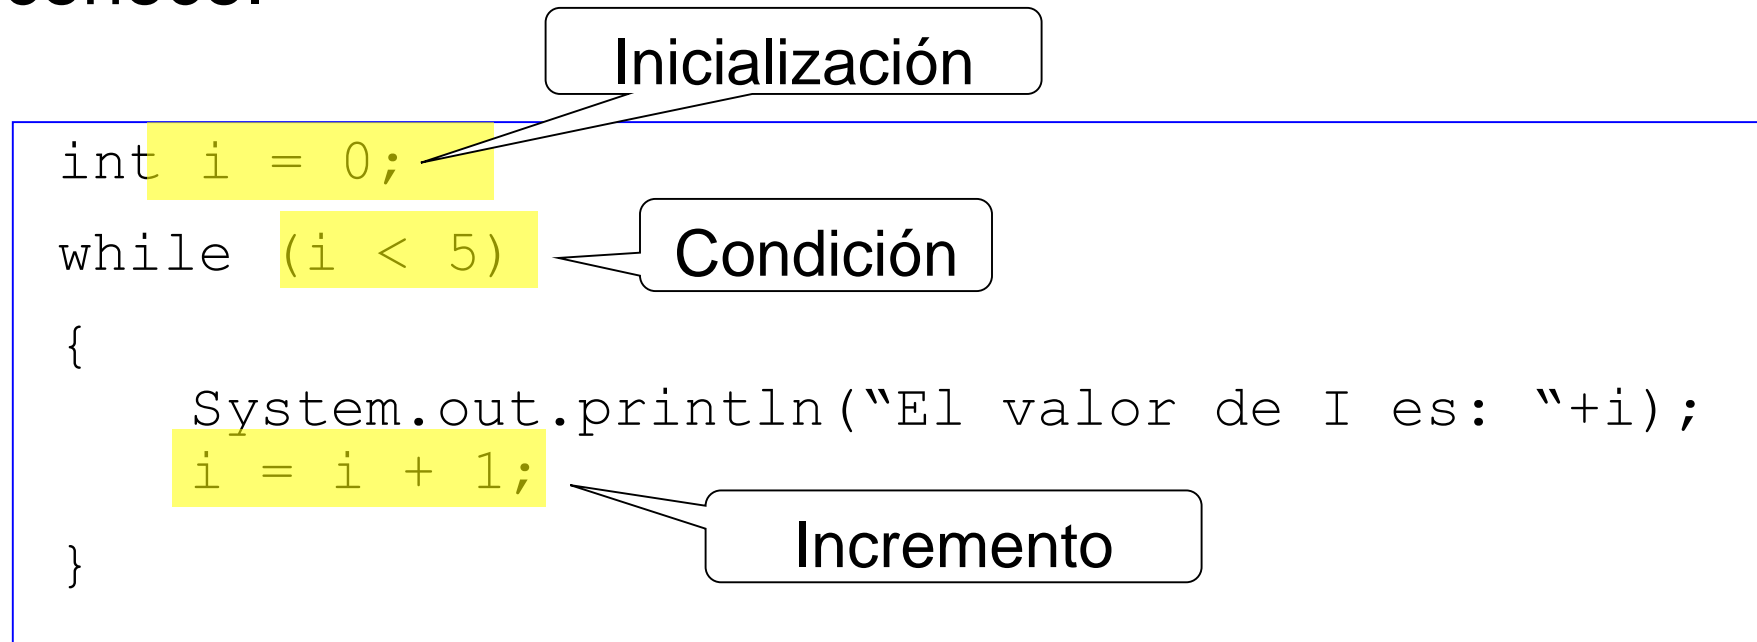 Inicialización
int i = 0;
while (i < 5)
Condición
{
System.out.println(“El valor de I es: “+i);
i = i + 1;
Incremento
}